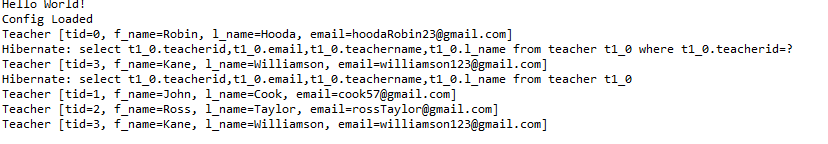 Hello World!
Config Loaded
Teacher [tid=0, f_name=Robin, l_name=Hooda, email=hoodaRobin23@gmail.com]
Hibernate: select t1_0.teacherid,t1_0.email,t1_0.teachername,t1_0.l_name from teacher t1_0 where t1_0.teacherid=?
Teacher [tid=3, f_name=Kane, l_name=Williamson, email=williamson123@gmail.com]
Hibernate: select t1_0.teacherid,t1_0.email,t1_0.teachername,t1_0.l_name from teacher t1_0
Teacher [tid=1, f_name=John, l_name=Cook, email=cook57@gmail.com]
Teacher [tid=2, f_name=Ross, l_name=Taylor, email=rossTaylor@gmail.com]
Teacher [tid=3, f_name=Kane, l_name=Williamson, email=williamson123@gmail.com]